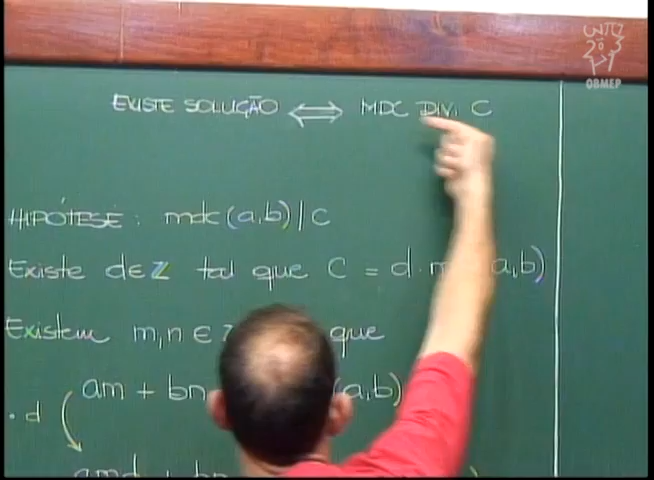 EXISTE SOLUÇÃO ⟺ MDC DIV. C
HIPÓTESE : mdc (a,b) | C
Existe d ∈ ℤ tal que C = d · m a,b)
Existem m,n ∈ que
am + bn (a,b)
· d
amd + bn
OBMEP